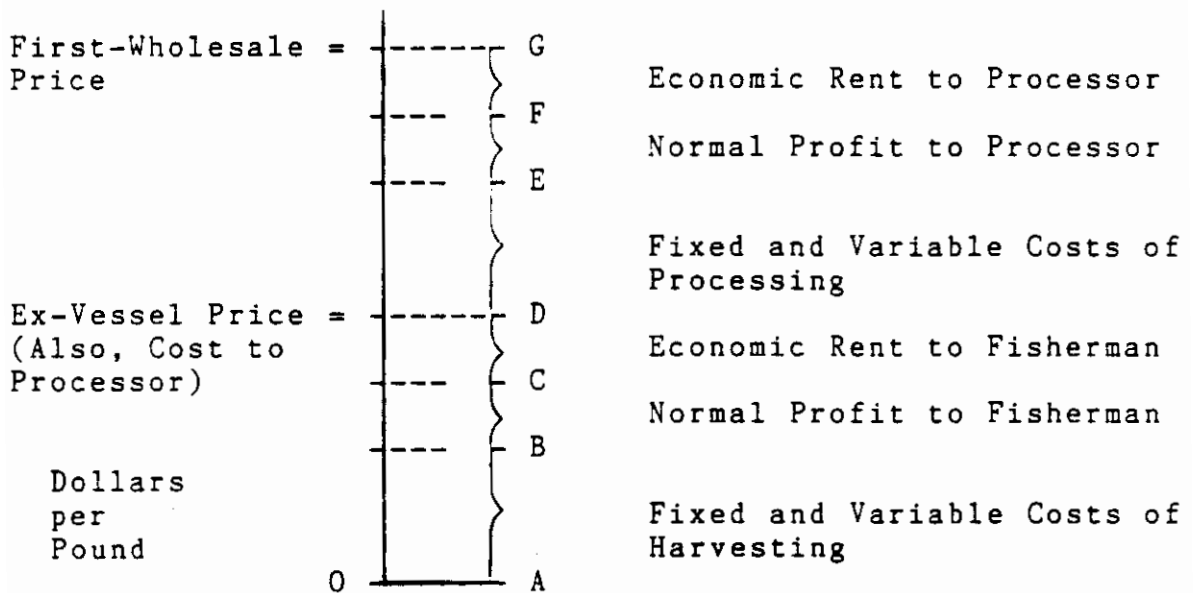 First-Wholesale = G
Price
Economic Rent to Processor
F
Normal Profit to Processor
E
Fixed and Variable Costs of
Processing
Ex-Vessel Price = D
(Also, Cost to
Processor)
Economic Rent to Fisherman
C
Normal Profit to Fisherman
B
Dollars
per
Pound
Fixed and Variable Costs of
Harvesting
0 A